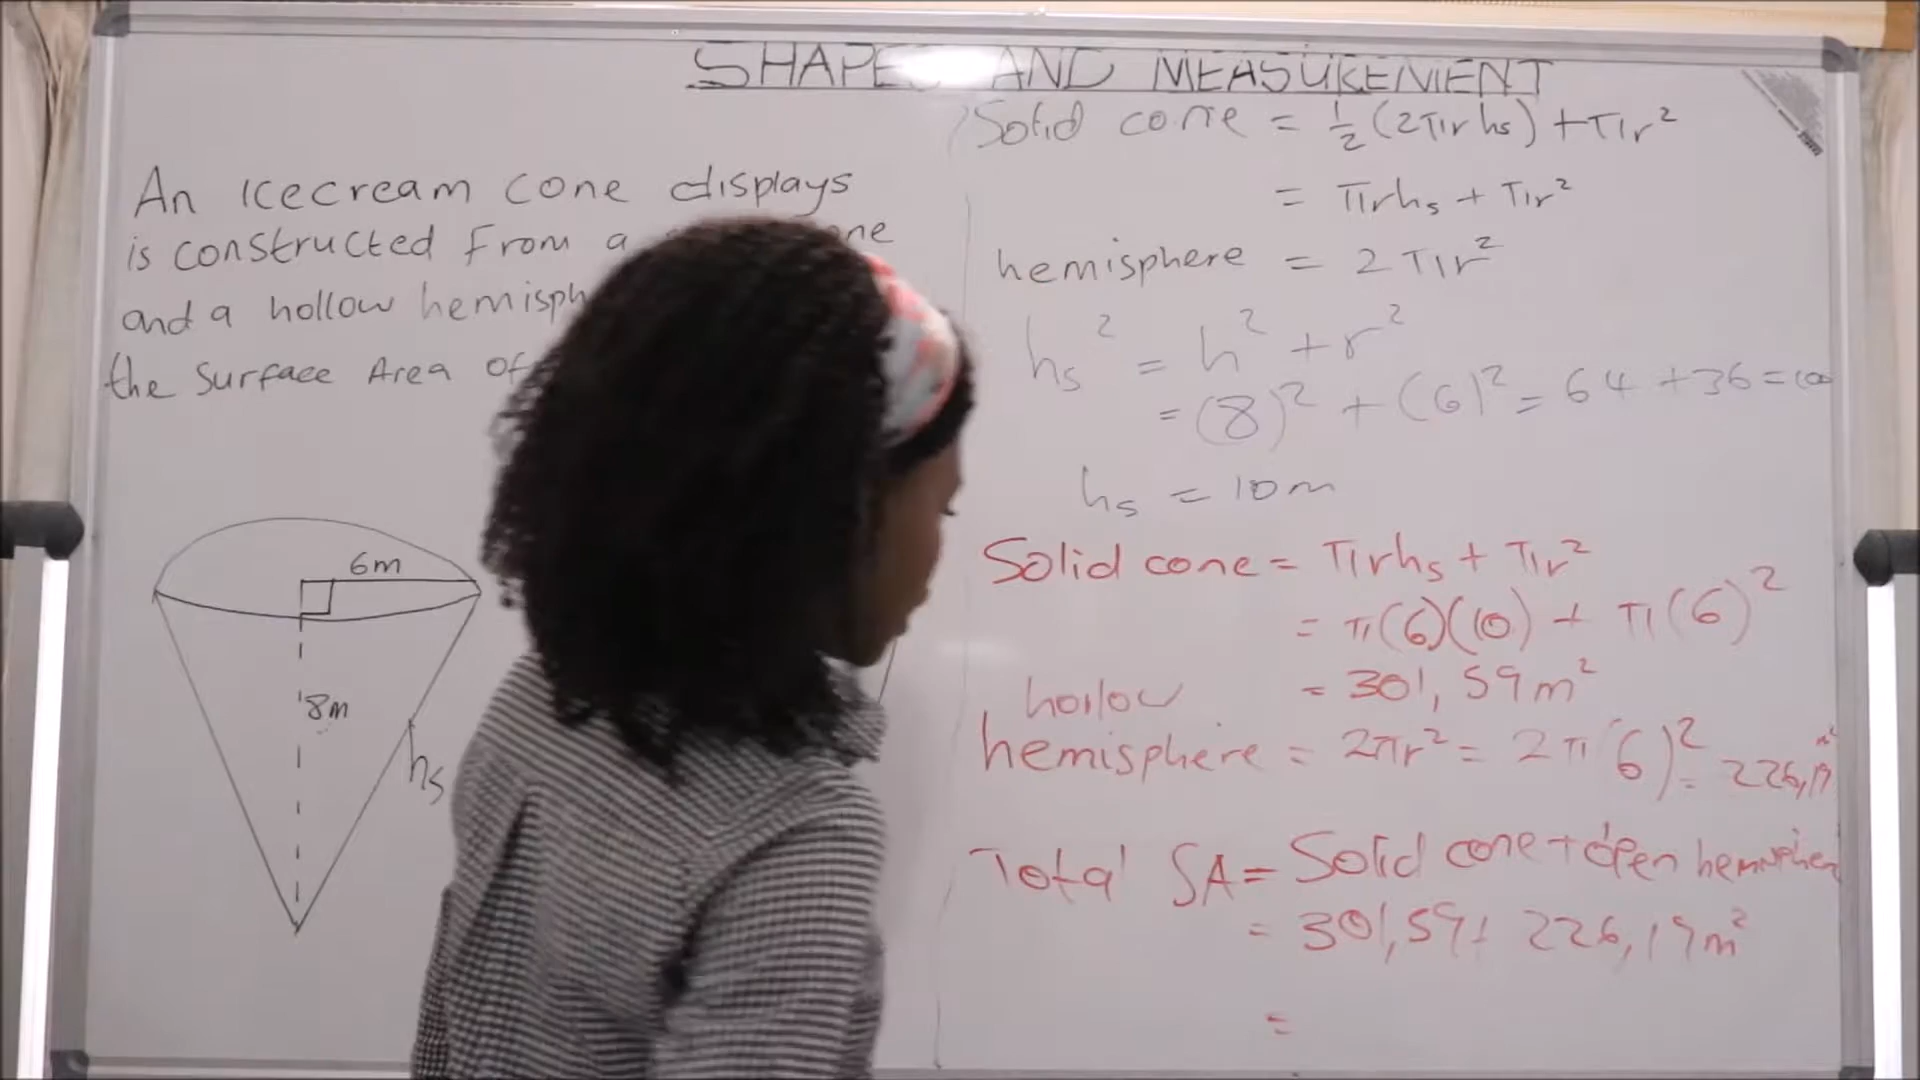 SHAPE AND MEASUREMENT
An Icecream cone displays
is constructed from a
and a hollow hemisph
the Surface Area of
6m
8m
hs
Solid cone = 1/2 (2πrhs) + πr²
= πrhs + πr²
hemisphere = 2πr²
hs² = h² + r²
= (8)² + (6)² = 64 + 36 = 100
hs = 10m
Solid cone = πrhs + πr²
= π(6)(10) + π(6)²
= 301,59m²
hollow
hemisphere = 2πr² = 2π(6)² = 226,19 m²
Total SA = Solid cone + open hemisphere
= 301,59 + 226,19m²
=